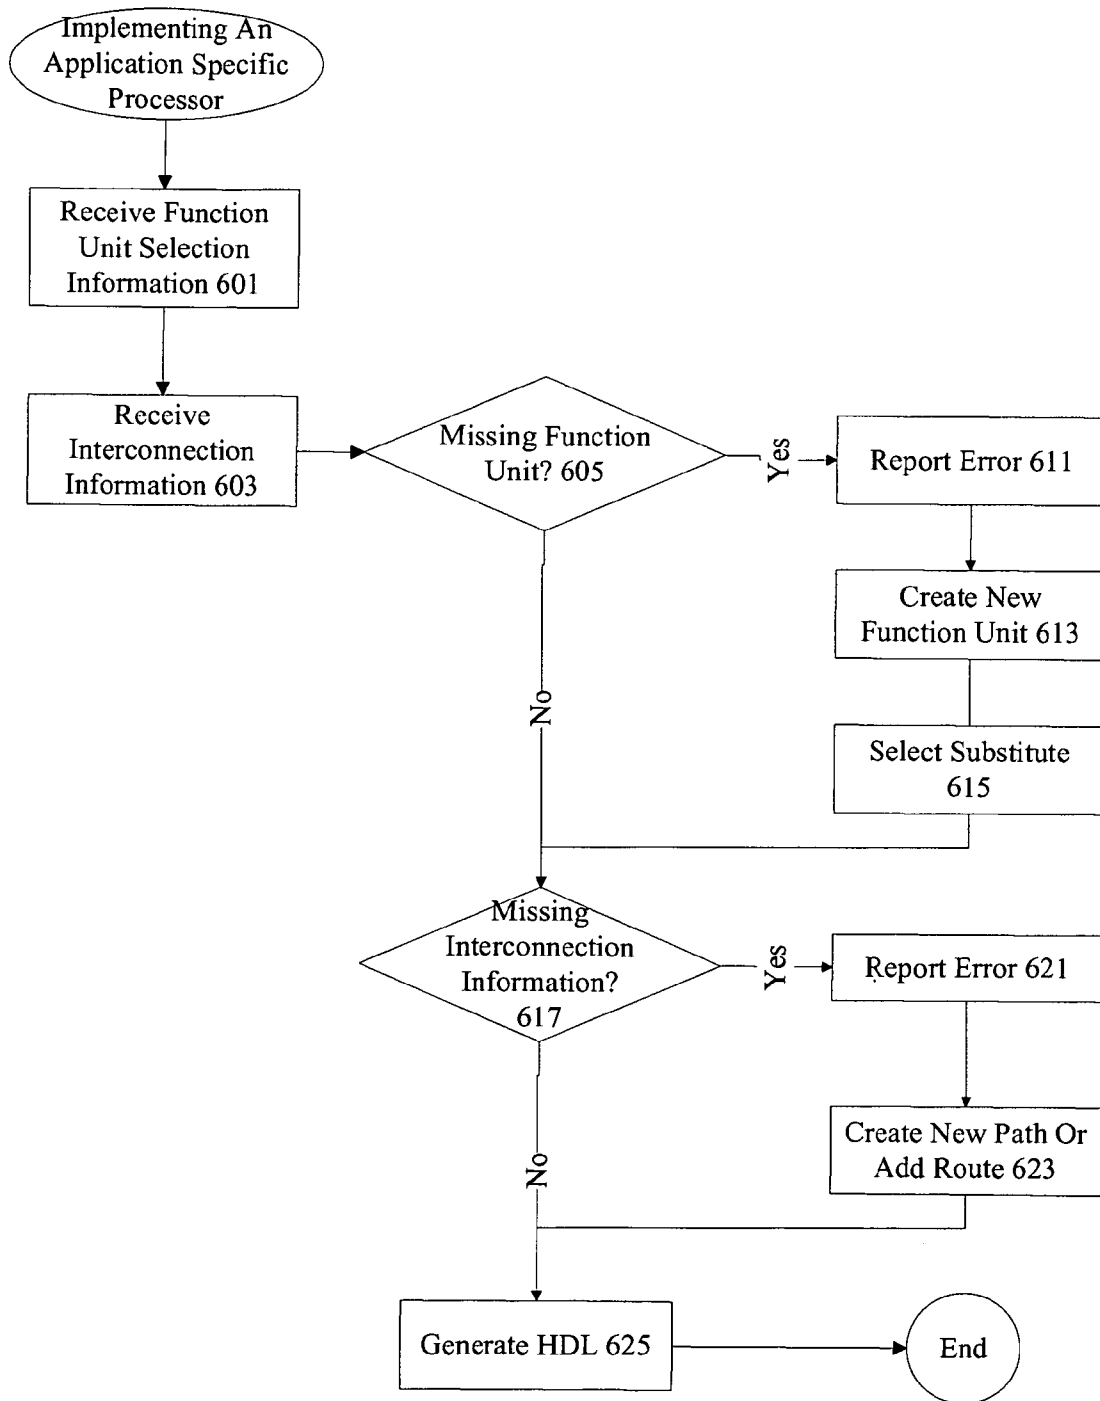 Implementing An
Application Specific
Processor
Receive Function
Unit Selection
Information 601
Receive
Interconnection
Information 603
Missing Function
Unit? 605
Yes
Report Error 611
Create New
Function Unit 613
No
Select Substitute
615
Missing
Interconnection
Information?
617
Yes
Report Error 621
Create New Path Or
Add Route 623
No
Generate HDL 625
End